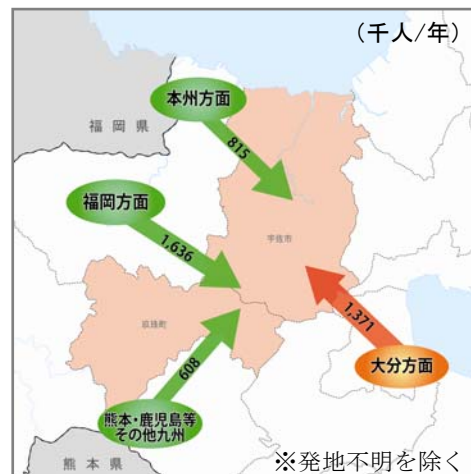 (千人/年)
本州方面
福岡県
815
福岡方面
1,636
宇佐市
玖珠町
1,371
608
大分方面
熊本・鹿児島等
その他九州
熊本県
※発地不明を除く